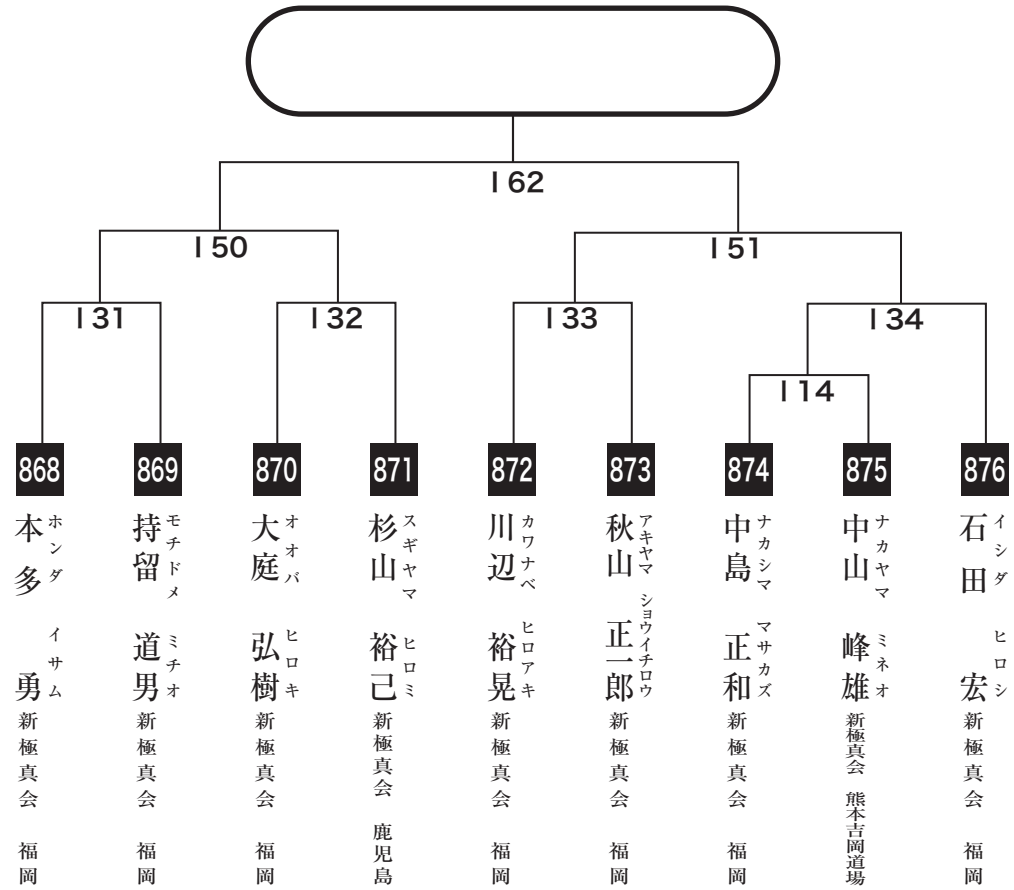 I 62
I 50
I 51
I 31
I 32
I 33
I 34
I 14
868
869
870
871
872
873
874
875
876
本多 勇
ホンダ イサム
新極真会 福岡
持留 道男
モチドメ ミチオ
新極真会 福岡
大庭 弘樹
オオバ ヒロキ
新極真会 福岡
杉山 裕己
スギヤマ ヒロミ
新極真会 鹿児島
川辺 裕晃
カワナベ ヒロアキ
新極真会 福岡
秋山 正一郎
アキヤマ ショウイチロウ
新極真会 福岡
中島 正和
ナカシマ マサカズ
新極真会 福岡
中山 峰雄
ナカヤマ ミネオ
新極真会 熊本吉岡道場
石田 宏
イシダ ヒロシ
新極真会 福岡